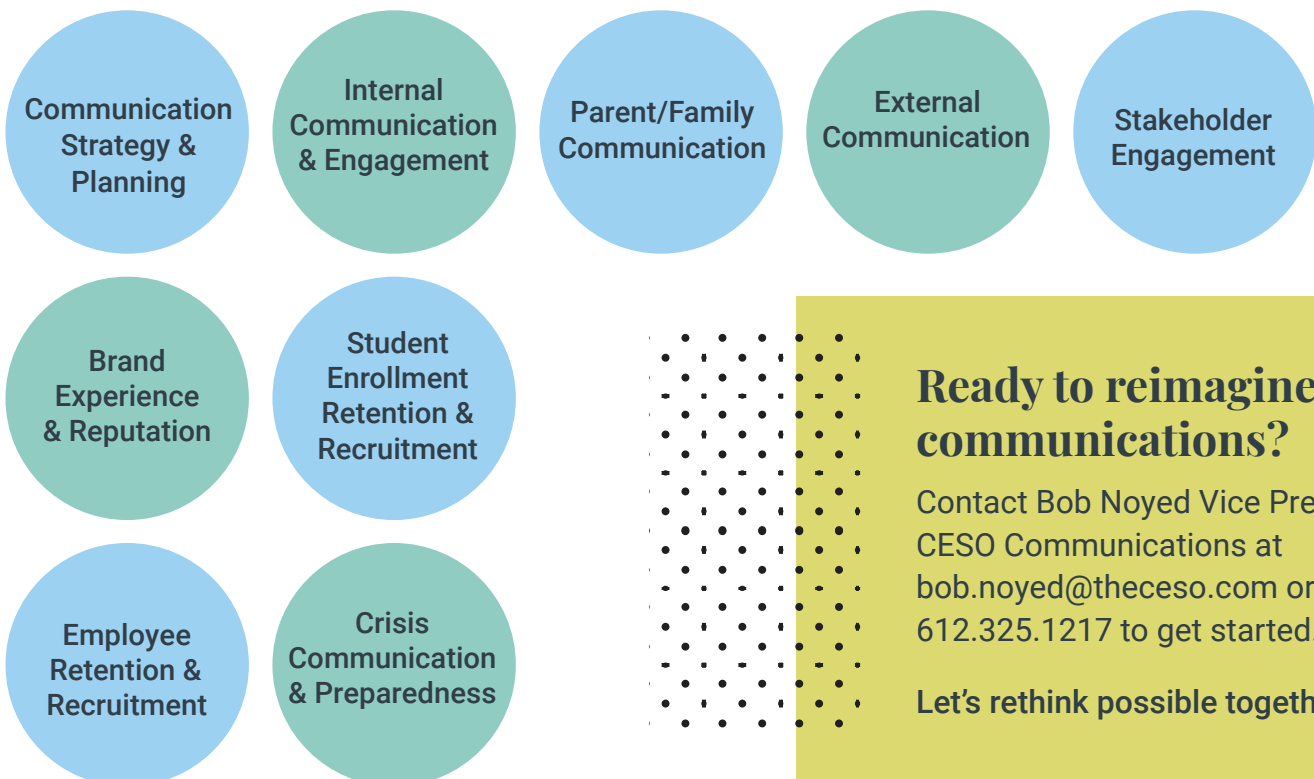 Communication
Strategy &
Planning
Internal
Communication
& Engagement
Parent/Family
Communication
External
Communication
Stakeholder
Engagement
Brand
Experience
& Reputation
Student
Enrollment
Retention &
Recruitment
Employee
Retention &
Recruitment
Crisis
Communication
& Preparedness
Ready to reimagine
communications?
Contact Bob Noyed Vice Pre
CESO Communications at
bob.noyed@theceso.com or
612.325.1217 to get started.
Let's rethink possible togeth